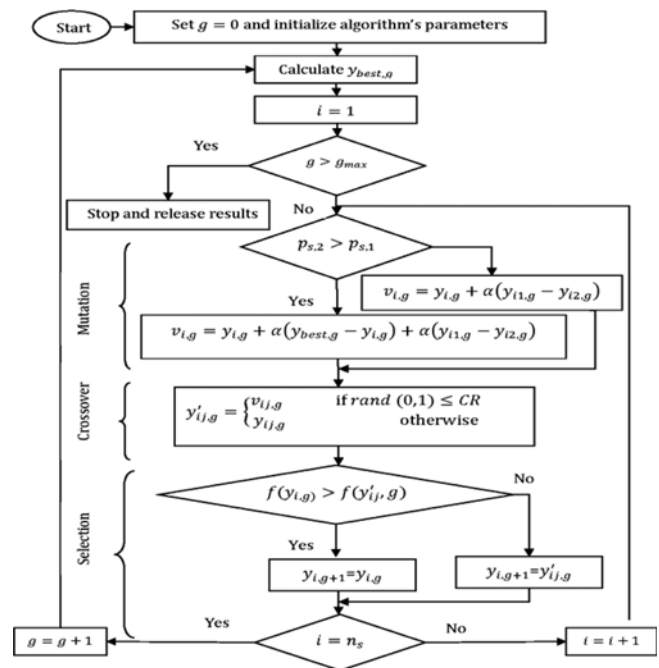 Start
Set g = 0 and initialize algorithm's parameters
Calculate y_{best,g}
i = 1
Yes
g > g_{max}
Stop and release results
No
p_{s,2} > p_{s,1}
v_{i,g} = y_{i,g} + α(y_{i1,g} − y_{i2,g})
Yes
v_{i,g} = y_{i,g} + α(y_{best,g} − y_{i,g}) + α(y_{i1,g} − y_{i2,g})
Mutation
y'_{ij,g} = { v_{ij,g} if rand (0,1) ≤ CR
y_{ij,g} otherwise
Crossover
No
f(y_{i,g}) > f(y'_{ij}, g)
Yes
y_{i,g+1}=y_{i,g}
y_{i,g+1}=y'_{ij,g}
Selection
Yes
No
g = g + 1
i = n_s
i = i + 1